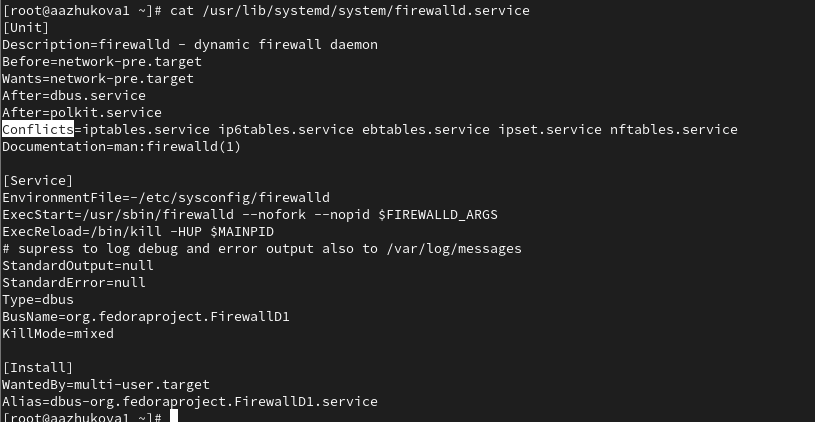 [root@aazhukova1 ~]# cat /usr/lib/systemd/system/firewalld.service
[Unit]
Description=firewalld - dynamic firewall daemon
Before=network-pre.target
Wants=network-pre.target
After=dbus.service
After=polkit.service
Conflicts=iptables.service ip6tables.service ebtables.service ipset.service nftables.service
Documentation=man:firewalld(1)
[Service]
EnvironmentFile=-/etc/sysconfig/firewalld
ExecStart=/usr/sbin/firewalld --nofork --nopid $FIREWALLD_ARGS
ExecReload=/bin/kill -HUP $MAINPID
# supress to log debug and error output also to /var/log/messages
StandardOutput=null
StandardError=null
Type=dbus
BusName=org.fedoraproject.FirewallD1
KillMode=mixed
[Install]
WantedBy=multi-user.target
Alias=dbus-org.fedoraproject.FirewallD1.service
[root@aazhukova1 ~]#